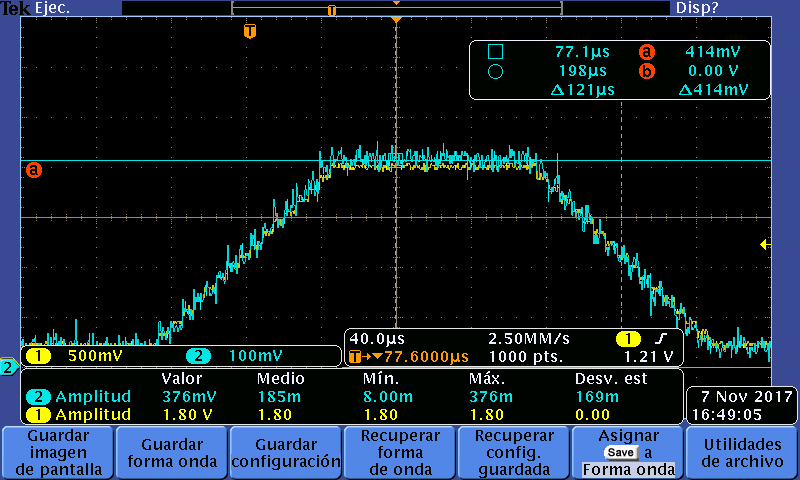 Tek Ejec. Disp?
T
T
77.1µs a 414mV
198µs b 0.00 V
Δ121µs Δ414mV
a
40.0µs 2.50MM/s 1
1 500mV 2 100mV T→▼77.6000µs 1000 pts. 1.21 V
2
Valor Medio Mín. Máx. Desv. est
2 Amplitud 376mV 185m 8.00m 376m 169m
1 Amplitud 1.80 V 1.80 1.80 1.80 0.00
7 Nov 2017
16:49:05
Guardar
imagen
de pantalla
Guardar
forma onda
Guardar
configuración
Recuperar
forma
de onda
Recuperar
config.
guardada
Asignar
Save a
Forma onda
Utilidades
de archivo